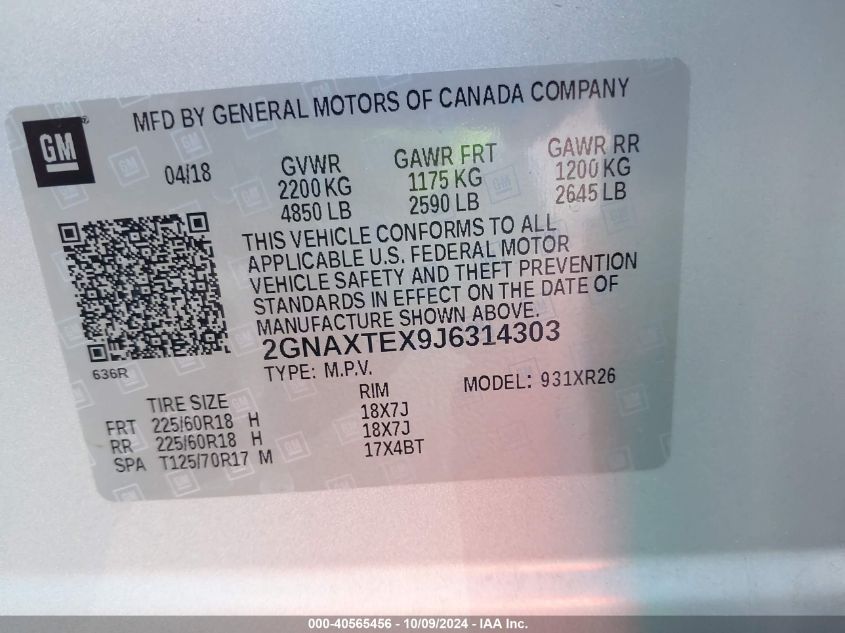 MFD BY GENERAL MOTORS OF CANADA COMPANY
GM ®
04/18 GVWR GAWR FRT GAWR RR
2200 KG 1175 KG 1200 KG
4850 LB 2590 LB 2645 LB
THIS VEHICLE CONFORMS TO ALL
APPLICABLE U.S. FEDERAL MOTOR
VEHICLE SAFETY AND THEFT PREVENTION
STANDARDS IN EFFECT ON THE DATE OF
MANUFACTURE SHOWN ABOVE.
2GNAXTEX9J6314303
636R
TYPE: M.P.V. MODEL: 931XR26
TIRE SIZE RIM
FRT 225/60R18 H 18X7J
RR 225/60R18 H 18X7J
SPA T125/70R17 M 17X4BT
000-40565456 - 10/09/2024 - IAA Inc.